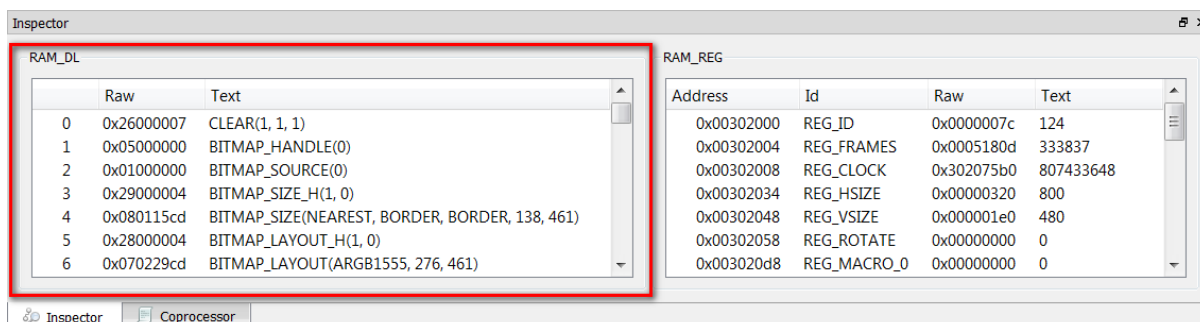 Inspector
RAM_DL
Raw Text
0 0x26000007 CLEAR(1, 1, 1)
1 0x05000000 BITMAP_HANDLE(0)
2 0x01000000 BITMAP_SOURCE(0)
3 0x29000004 BITMAP_SIZE_H(1, 0)
4 0x080115cd BITMAP_SIZE(NEAREST, BORDER, BORDER, 138, 461)
5 0x28000004 BITMAP_LAYOUT_H(1, 0)
6 0x070229cd BITMAP_LAYOUT(ARGB1555, 276, 461)
RAM_REG
Address Id Raw Text
0x00302000 REG_ID 0x0000007c 124
0x00302004 REG_FRAMES 0x0005180d 333837
0x00302008 REG_CLOCK 0x302075b0 807433648
0x00302034 REG_HSIZE 0x00000320 800
0x00302048 REG_VSIZE 0x000001e0 480
0x00302058 REG_ROTATE 0x00000000 0
0x003020d8 REG_MACRO_0 0x00000000 0
Inspector Coprocessor